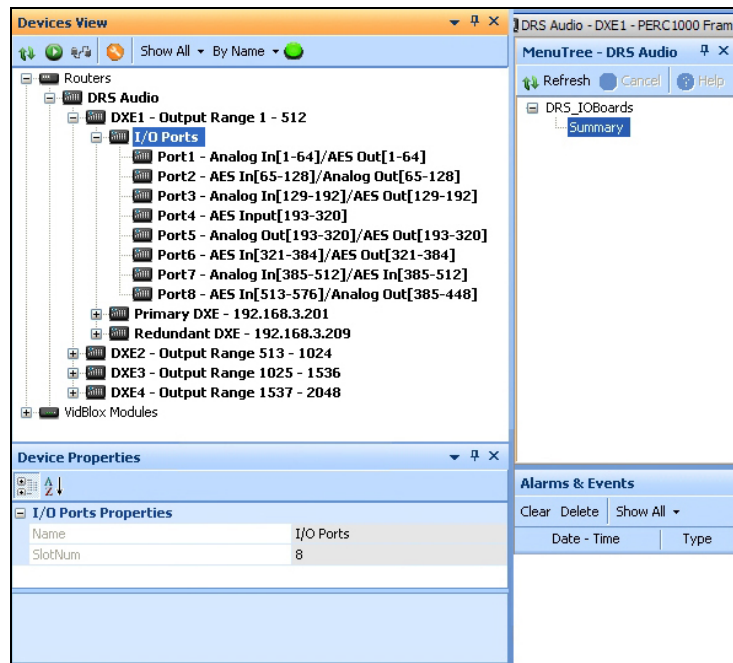 Devices View
Show All By Name
Routers
DRS Audio
DXE1 - Output Range 1 - 512
I/O Ports
Port1 - Analog In[1-64]/AES Out[1-64]
Port2 - AES In[65-128]/Analog Out[65-128]
Port3 - Analog In[129-192]/AES Out[129-192]
Port4 - AES Input[193-320]
Port5 - Analog Out[193-320]/AES Out[193-320]
Port6 - AES In[321-384]/AES Out[321-384]
Port7 - Analog In[385-512]/AES In[385-512]
Port8 - AES In[513-576]/Analog Out[385-448]
Primary DXE - 192.168.3.201
Redundant DXE - 192.168.3.209
DXE2 - Output Range 513 - 1024
DXE3 - Output Range 1025 - 1536
DXE4 - Output Range 1537 - 2048
VidBlox Modules
Device Properties
I/O Ports Properties
Name I/O Ports
SlotNum 8
DRS Audio - DXE1 - PERC1000 Fram
MenuTree - DRS Audio
Refresh Cancel Help
DRS_IOBoards
Summary
Alarms & Events
Clear Delete Show All
Date - Time Type